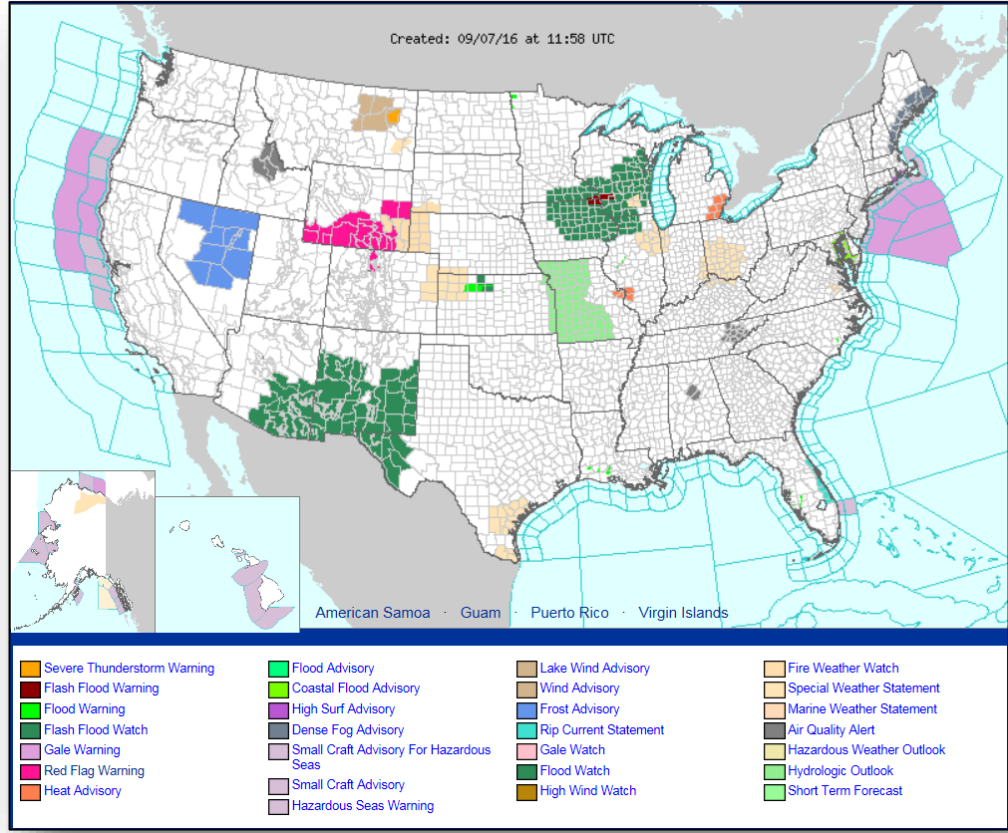 Created: 09/07/16 at 11:58 UTC
American Samoa · Guam · Puerto Rico · Virgin Islands
Severe Thunderstorm Warning
Flash Flood Warning
Flood Warning
Flash Flood Watch
Gale Warning
Red Flag Warning
Heat Advisory
Flood Advisory
Coastal Flood Advisory
High Surf Advisory
Dense Fog Advisory
Small Craft Advisory For Hazardous
Seas
Small Craft Advisory
Hazardous Seas Warning
Lake Wind Advisory
Wind Advisory
Frost Advisory
Rip Current Statement
Gale Watch
Flood Watch
High Wind Watch
Fire Weather Watch
Special Weather Statement
Marine Weather Statement
Air Quality Alert
Hazardous Weather Outlook
Hydrologic Outlook
Short Term Forecast